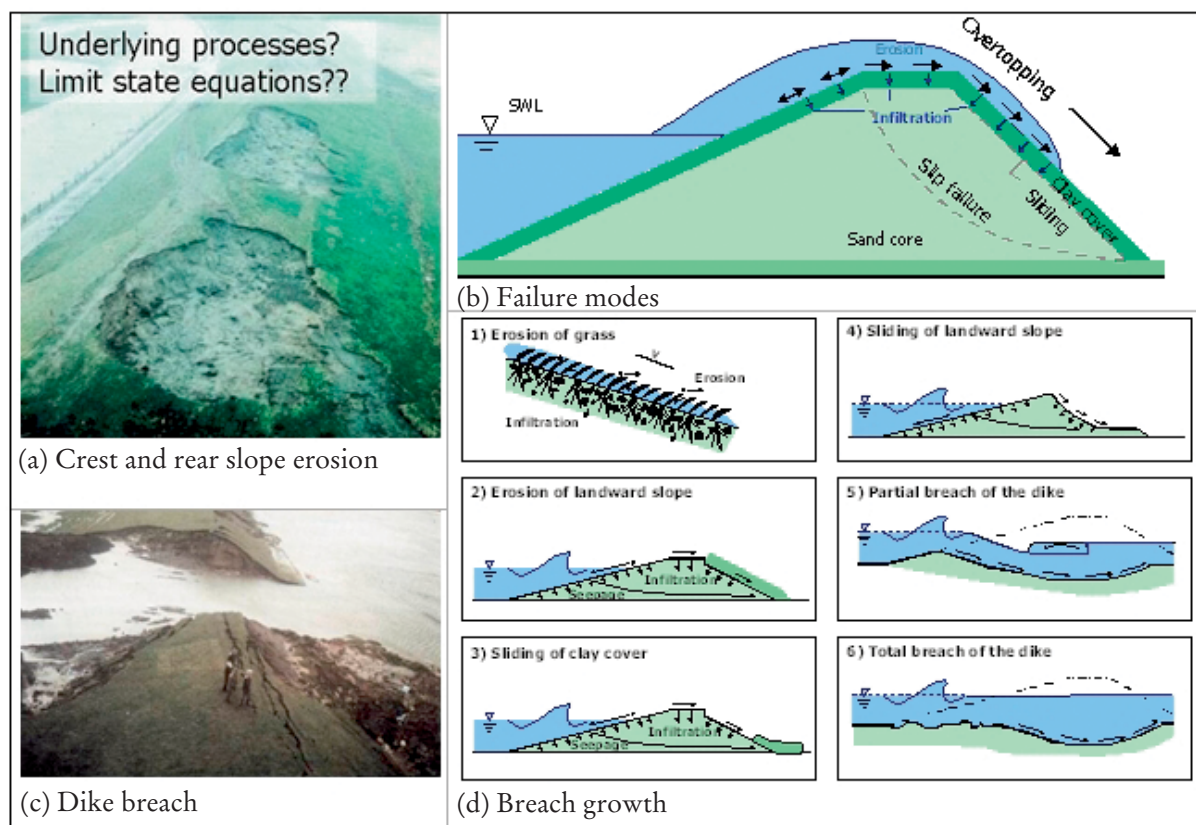 Underlying processes?
Limit state equations??
(a) Crest and rear slope erosion
SWL
Erosion
Overtopping
Infiltration
Slip failure
Sliding
Clay cover
Sand core
(b) Failure modes
(c) Dike breach
1) Erosion of grass
v
Erosion
Infiltration
2) Erosion of landward slope
Infiltration
Seepage
3) Sliding of clay cover
Infiltration
Seepage
4) Sliding of landward slope
5) Partial breach of the dike
6) Total breach of the dike
(d) Breach growth